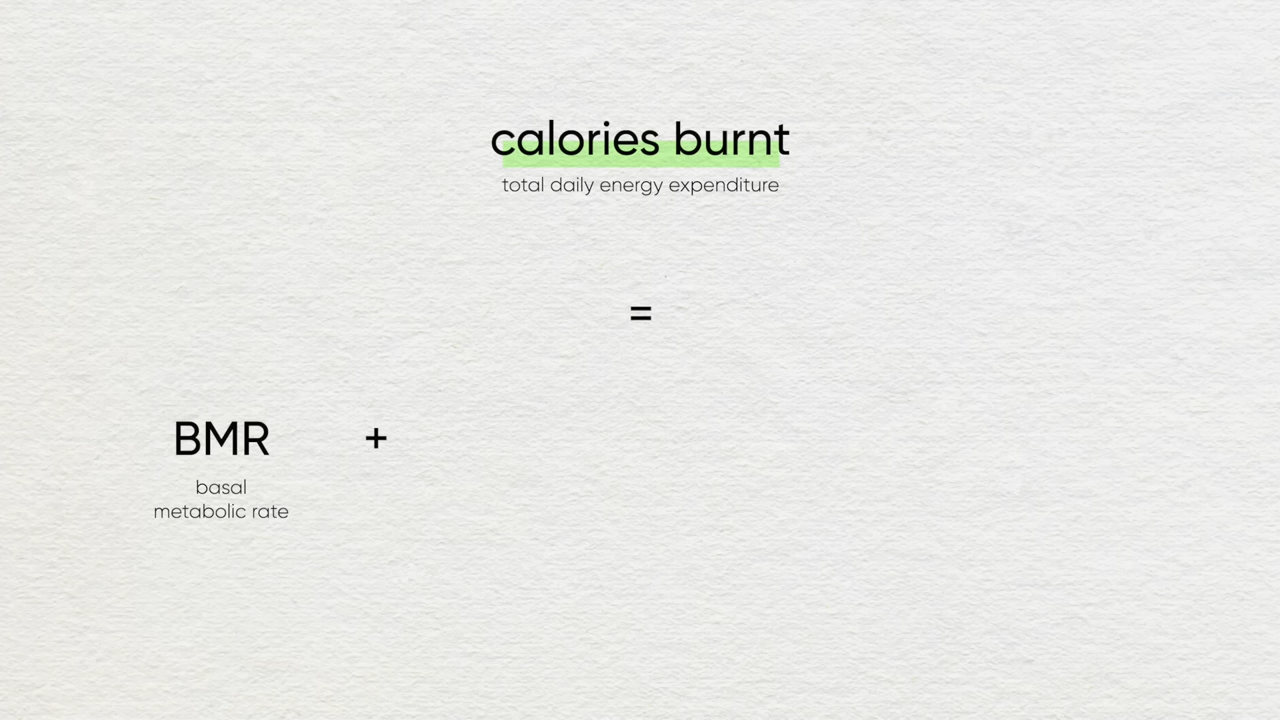 calories burnt
total daily energy expenditure
=
BMR +
basal
metabolic rate